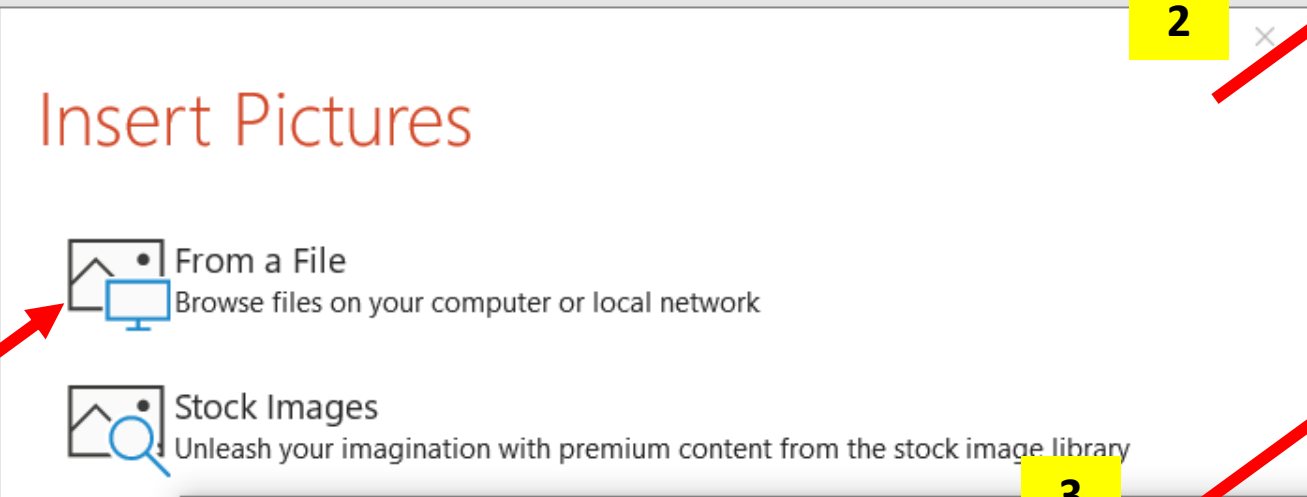 2
Insert Pictures
From a File
Browse files on your computer or local network
Stock Images
Unleash your imagination with premium content from the stock image library
3